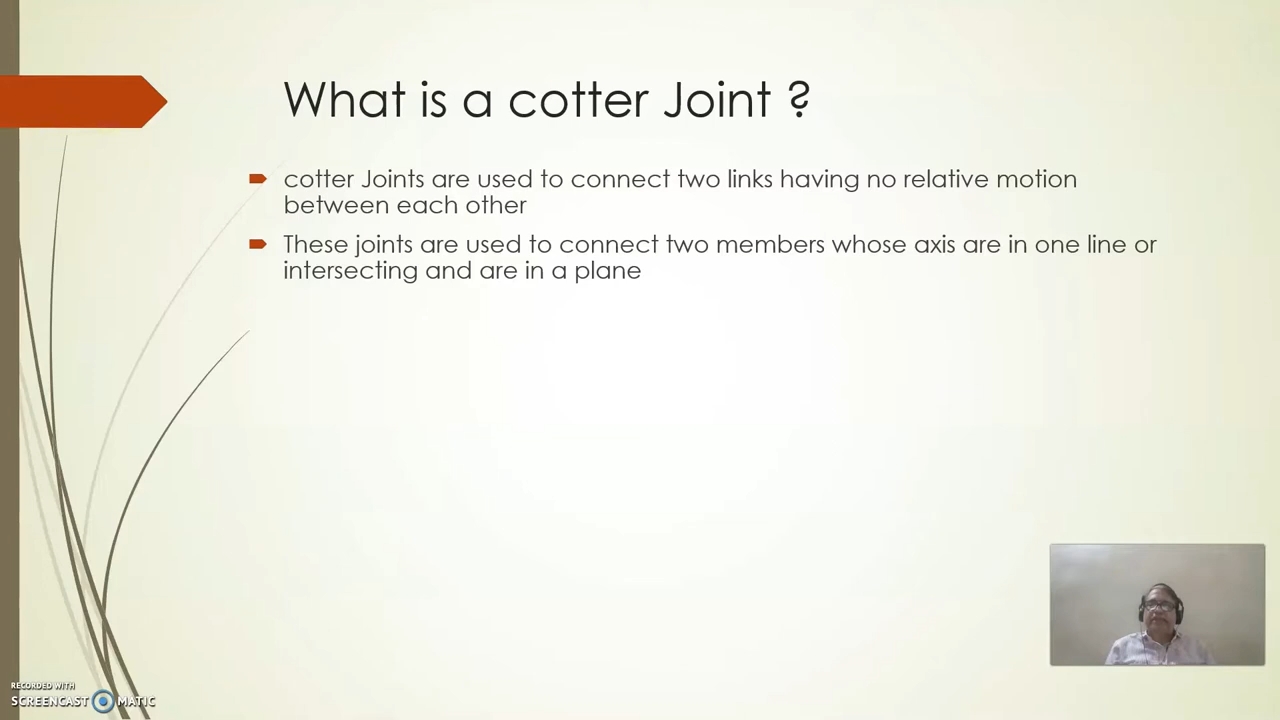 What is a cotter Joint ?
cotter Joints are used to connect two links having no relative motion
between each other
These joints are used to connect two members whose axis are in one line or
intersecting and are in a plane
RECORDED WITH
SCREENCAST MATIC